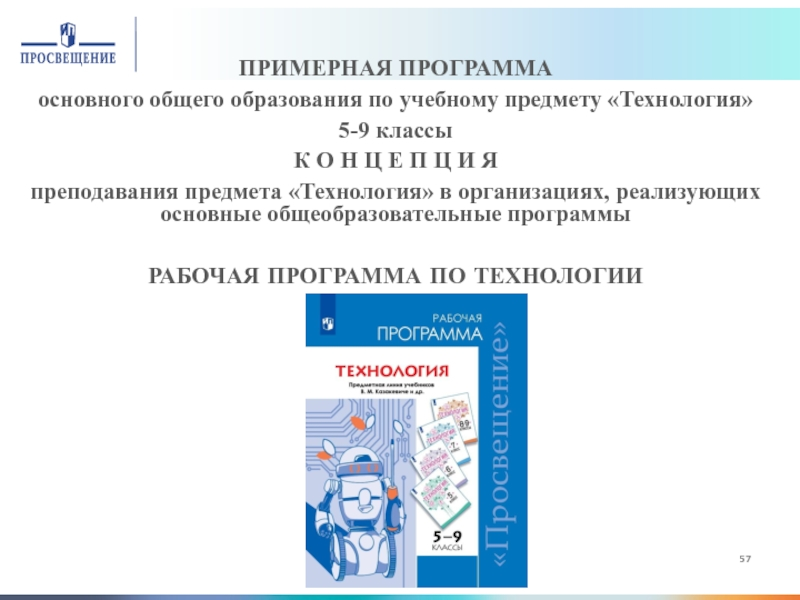 ПРОСВЕЩЕНИЕ
ПРИМЕРНАЯ ПРОГРАММА
основного общего образования по учебному предмету «Технология»
5-9 классы
К О Н Ц Е П Ц И Я
преподавания предмета «Технология» в организациях, реализующих
основные общеобразовательные программы
РАБОЧАЯ ПРОГРАММА ПО ТЕХНОЛОГИИ
РАБОЧАЯ
ПРОГРАММА
ТЕХНОЛОГИЯ
Предметная линия учебников
В. М. Казакевича и др.
5–9
КЛАССЫ
«Просвещение»
57